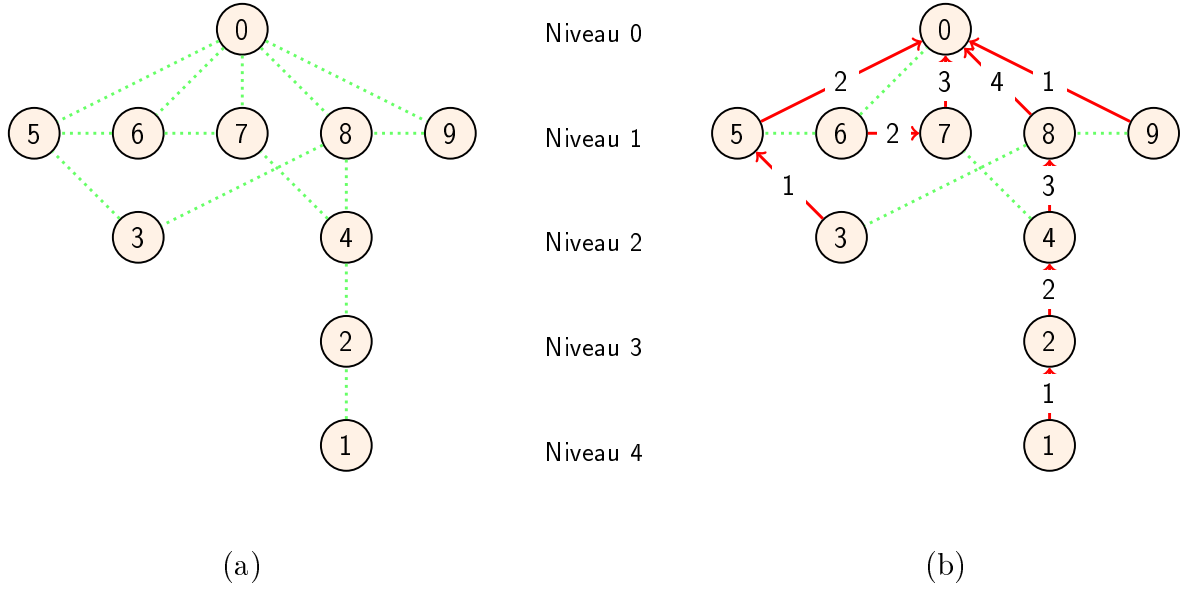 0 Niveau 0 0
2 3 4 1
5 6 7 8 9 Niveau 1 5 6 2 7 8 9
1 3
3 4 Niveau 2 3 4
2
2 Niveau 3 2
1
1 Niveau 4 1
(a) (b)